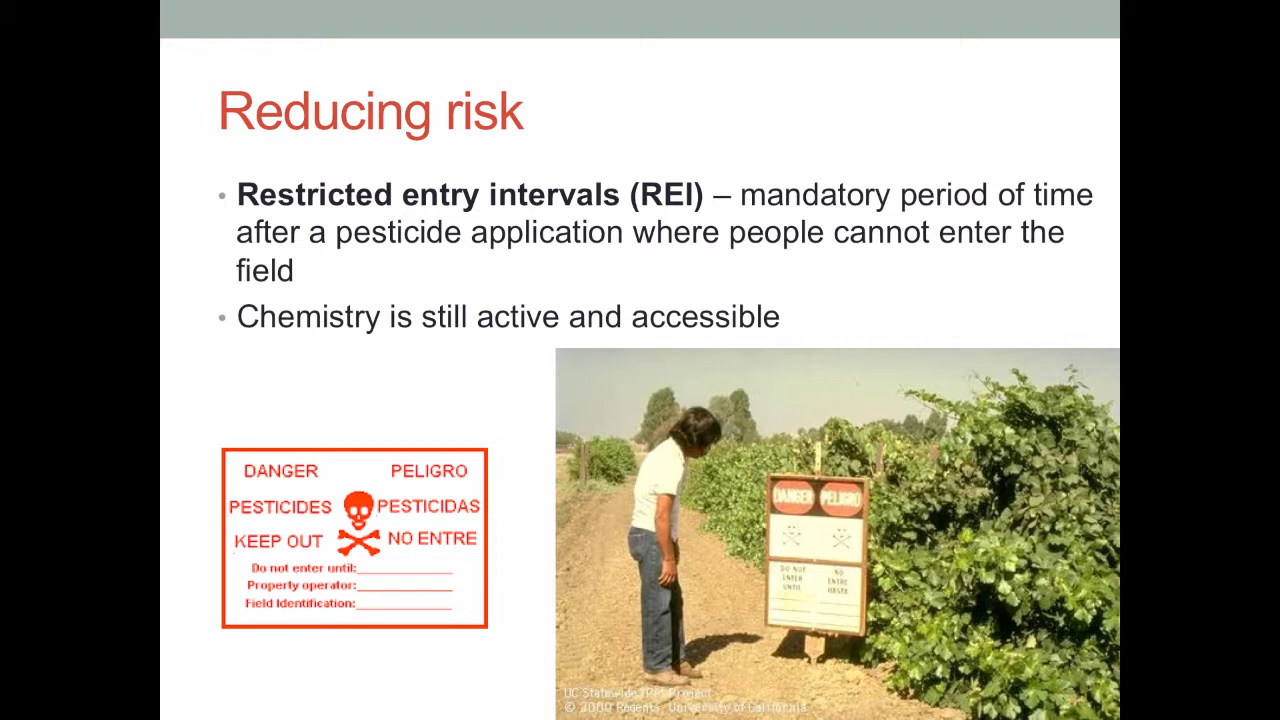 Reducing risk
• Restricted entry intervals (REI) – mandatory period of time
after a pesticide application where people cannot enter the
field
• Chemistry is still active and accessible
DANGER PELIGRO
PESTICIDES PESTICIDAS
KEEP OUT NO ENTRE
Do not enter until:
Property operator:
Field Identification:
DANGER PELIGRO
DO NOT NO
ENTER ENTRE
UNTIL HASTA
UC Statewide IPM Project
© 2000 Regents, University of California